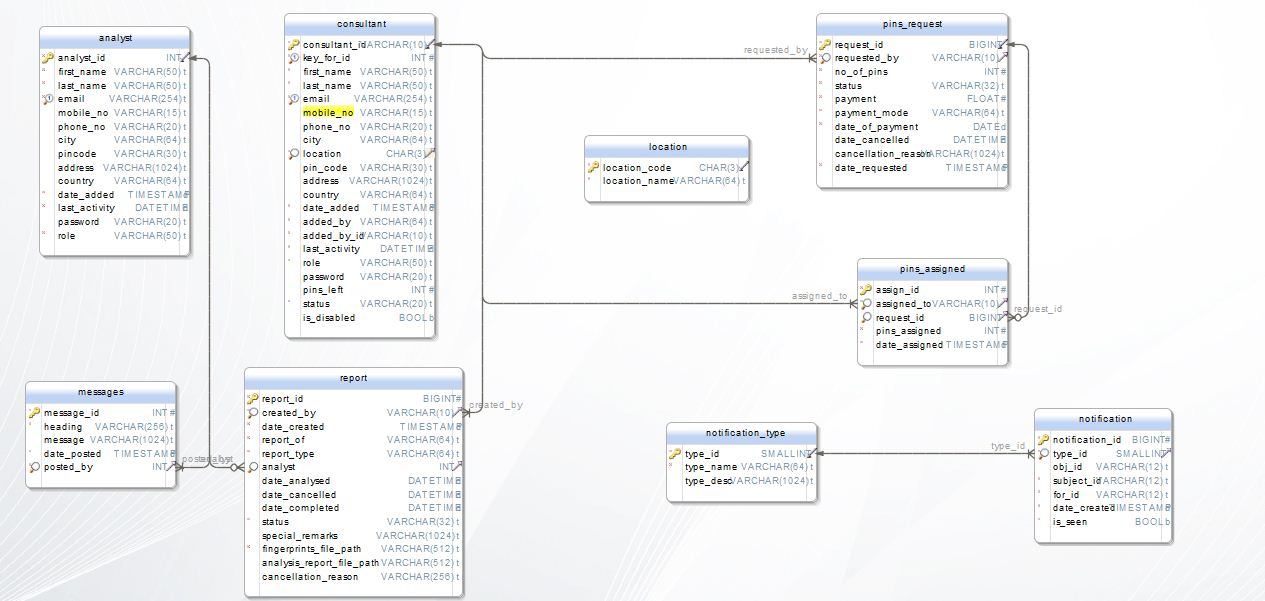 analyst
analyst_id INT
first_name VARCHAR(50) t
last_name VARCHAR(50) t
email VARCHAR(254) t
mobile_no VARCHAR(15) t
phone_no VARCHAR(20) t
city VARCHAR(64) t
pincode VARCHAR(30) t
address VARCHAR(1024) t
country VARCHAR(64) t
date_added TIMESTAMP
last_activity DATETIME
password VARCHAR(20) t
role VARCHAR(50) t
consultant
consultant_id VARCHAR(10)
key_for_id INT #
first_name VARCHAR(50) t
last_name VARCHAR(50) t
email VARCHAR(254) t
mobile_no VARCHAR(15) t
phone_no VARCHAR(20) t
city VARCHAR(64) t
location CHAR(3)
pin_code VARCHAR(30) t
address VARCHAR(1024) t
country VARCHAR(64) t
date_added TIMESTAMP
added_by VARCHAR(64) t
added_by_id VARCHAR(10) t
last_activity DATETIME
role VARCHAR(50) t
password VARCHAR(20) t
pins_left INT #
status VARCHAR(20) t
is_disabled BOOL b
requested_by
pins_request
request_id BIGINT
requested_by VARCHAR(10)
no_of_pins INT #
status VARCHAR(32) t
payment FLOAT #
payment_mode VARCHAR(64) t
date_of_payment DATE d
date_cancelled DATETIME
cancellation_reason VARCHAR(1024) t
date_requested TIMESTAMP
location
location_code CHAR(3)
location_name VARCHAR(64) t
assigned_to
pins_assigned
assign_id INT #
assigned_to VARCHAR(10)
request_id BIGINT
pins_assigned INT #
date_assigned TIMESTAMP
request_id
messages
message_id INT #
heading VARCHAR(256) t
message VARCHAR(1024) t
date_posted TIMESTAMP
posted_by INT
report
report_id BIGINT #
created_by VARCHAR(10)
date_created TIMESTAMP
report_of VARCHAR(64) t
report_type VARCHAR(64) t
analyst INT
date_analysed DATETIME
date_cancelled DATETIME
date_completed DATETIME
status VARCHAR(32) t
special_remarks VARCHAR(1024) t
fingerprints_file_path VARCHAR(512) t
analysis_report_file_path VARCHAR(512) t
cancellation_reason VARCHAR(256) t
created_by
notification_type
type_id SMALLINT
type_name VARCHAR(64) t
type_desc VARCHAR(1024) t
type_id
notification
notification_id BIGINT #
type_id SMALLINT
obj_id VARCHAR(12) t
subject_id VARCHAR(12) t
for_id VARCHAR(12) t
date_created TIMESTAMP
is_seen BOOL b